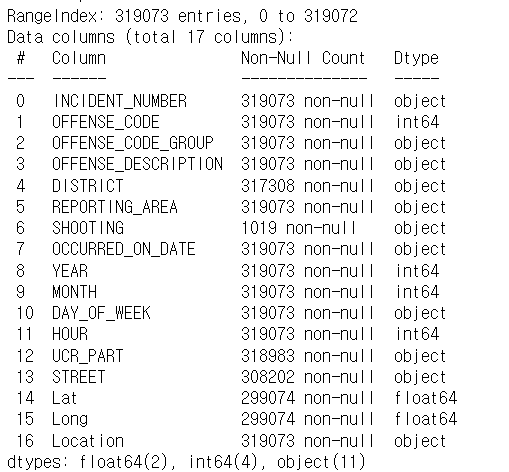 RangeIndex: 319073 entries, 0 to 319072
Data columns (total 17 columns):
 #   Column               Non-Null Count   Dtype
---  ------               --------------   -----
 0   INCIDENT_NUMBER      319073 non-null  object
 1   OFFENSE_CODE         319073 non-null  int64
 2   OFFENSE_CODE_GROUP   319073 non-null  object
 3   OFFENSE_DESCRIPTION  319073 non-null  object
 4   DISTRICT             317308 non-null  object
 5   REPORTING_AREA       319073 non-null  object
 6   SHOOTING             1019 non-null    object
 7   OCCURRED_ON_DATE     319073 non-null  object
 8   YEAR                 319073 non-null  int64
 9   MONTH                319073 non-null  int64
 10  DAY_OF_WEEK          319073 non-null  object
 11  HOUR                 319073 non-null  int64
 12  UCR_PART             318983 non-null  object
 13  STREET               308202 non-null  object
 14  Lat                  299074 non-null  float64
 15  Long                 299074 non-null  float64
 16  Location             319073 non-null  object
dtypes: float64(2), int64(4), object(11)